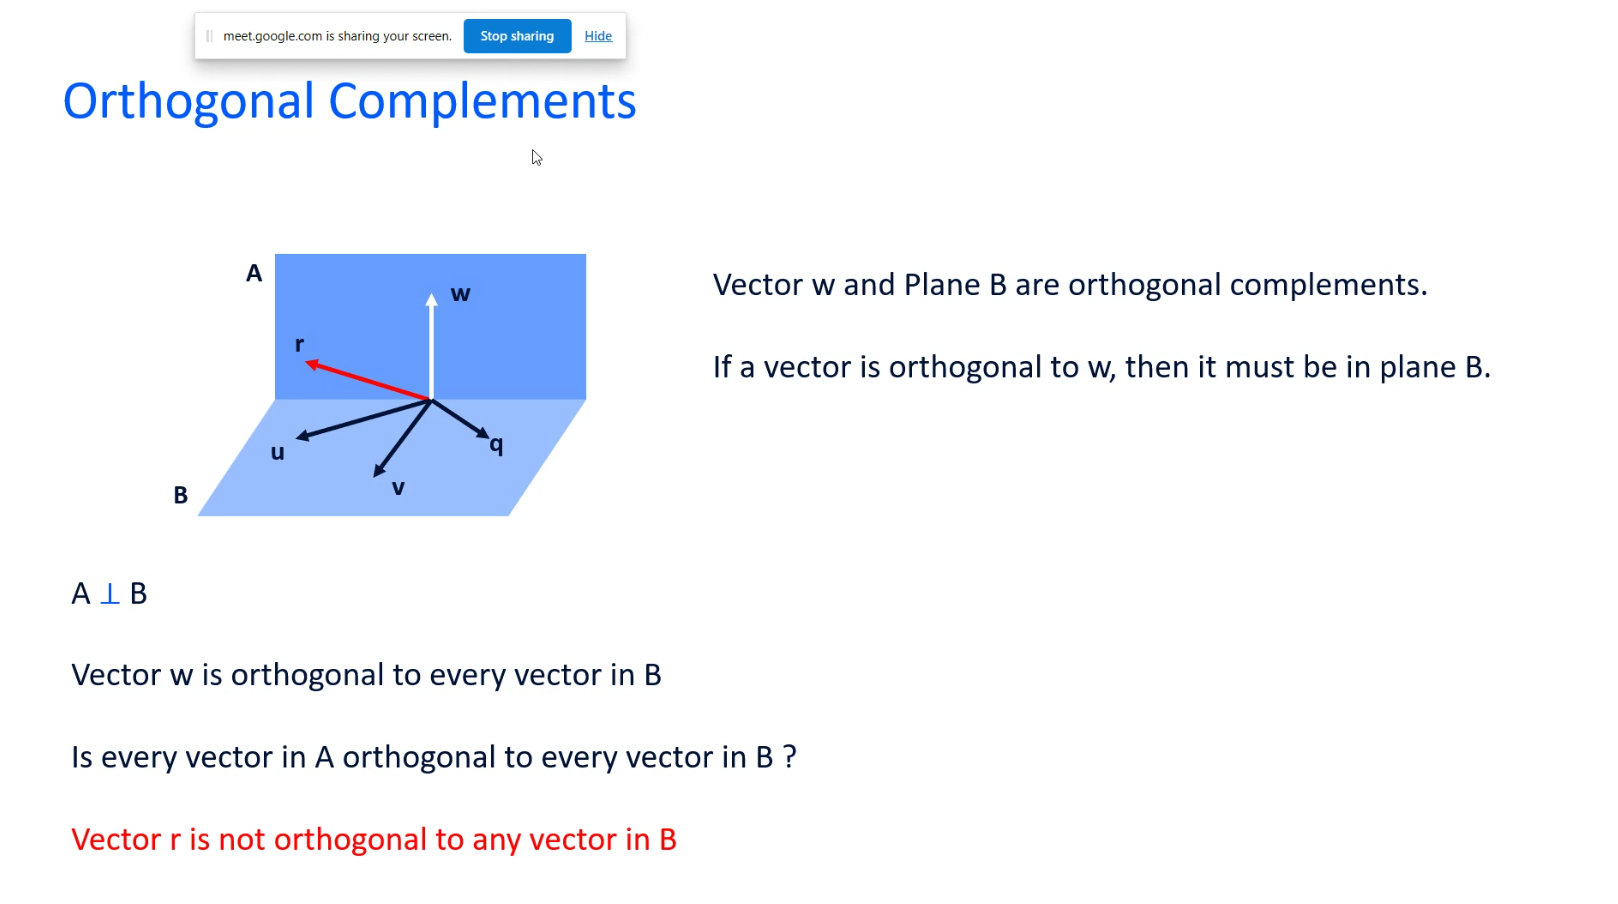 meet.google.com is sharing your screen. Stop sharing Hide
Orthogonal Complements
A
w
r
u
q
v
B
Vector w and Plane B are orthogonal complements.
If a vector is orthogonal to w, then it must be in plane B.
A ⊥ B
Vector w is orthogonal to every vector in B
Is every vector in A orthogonal to every vector in B ?
Vector r is not orthogonal to any vector in B